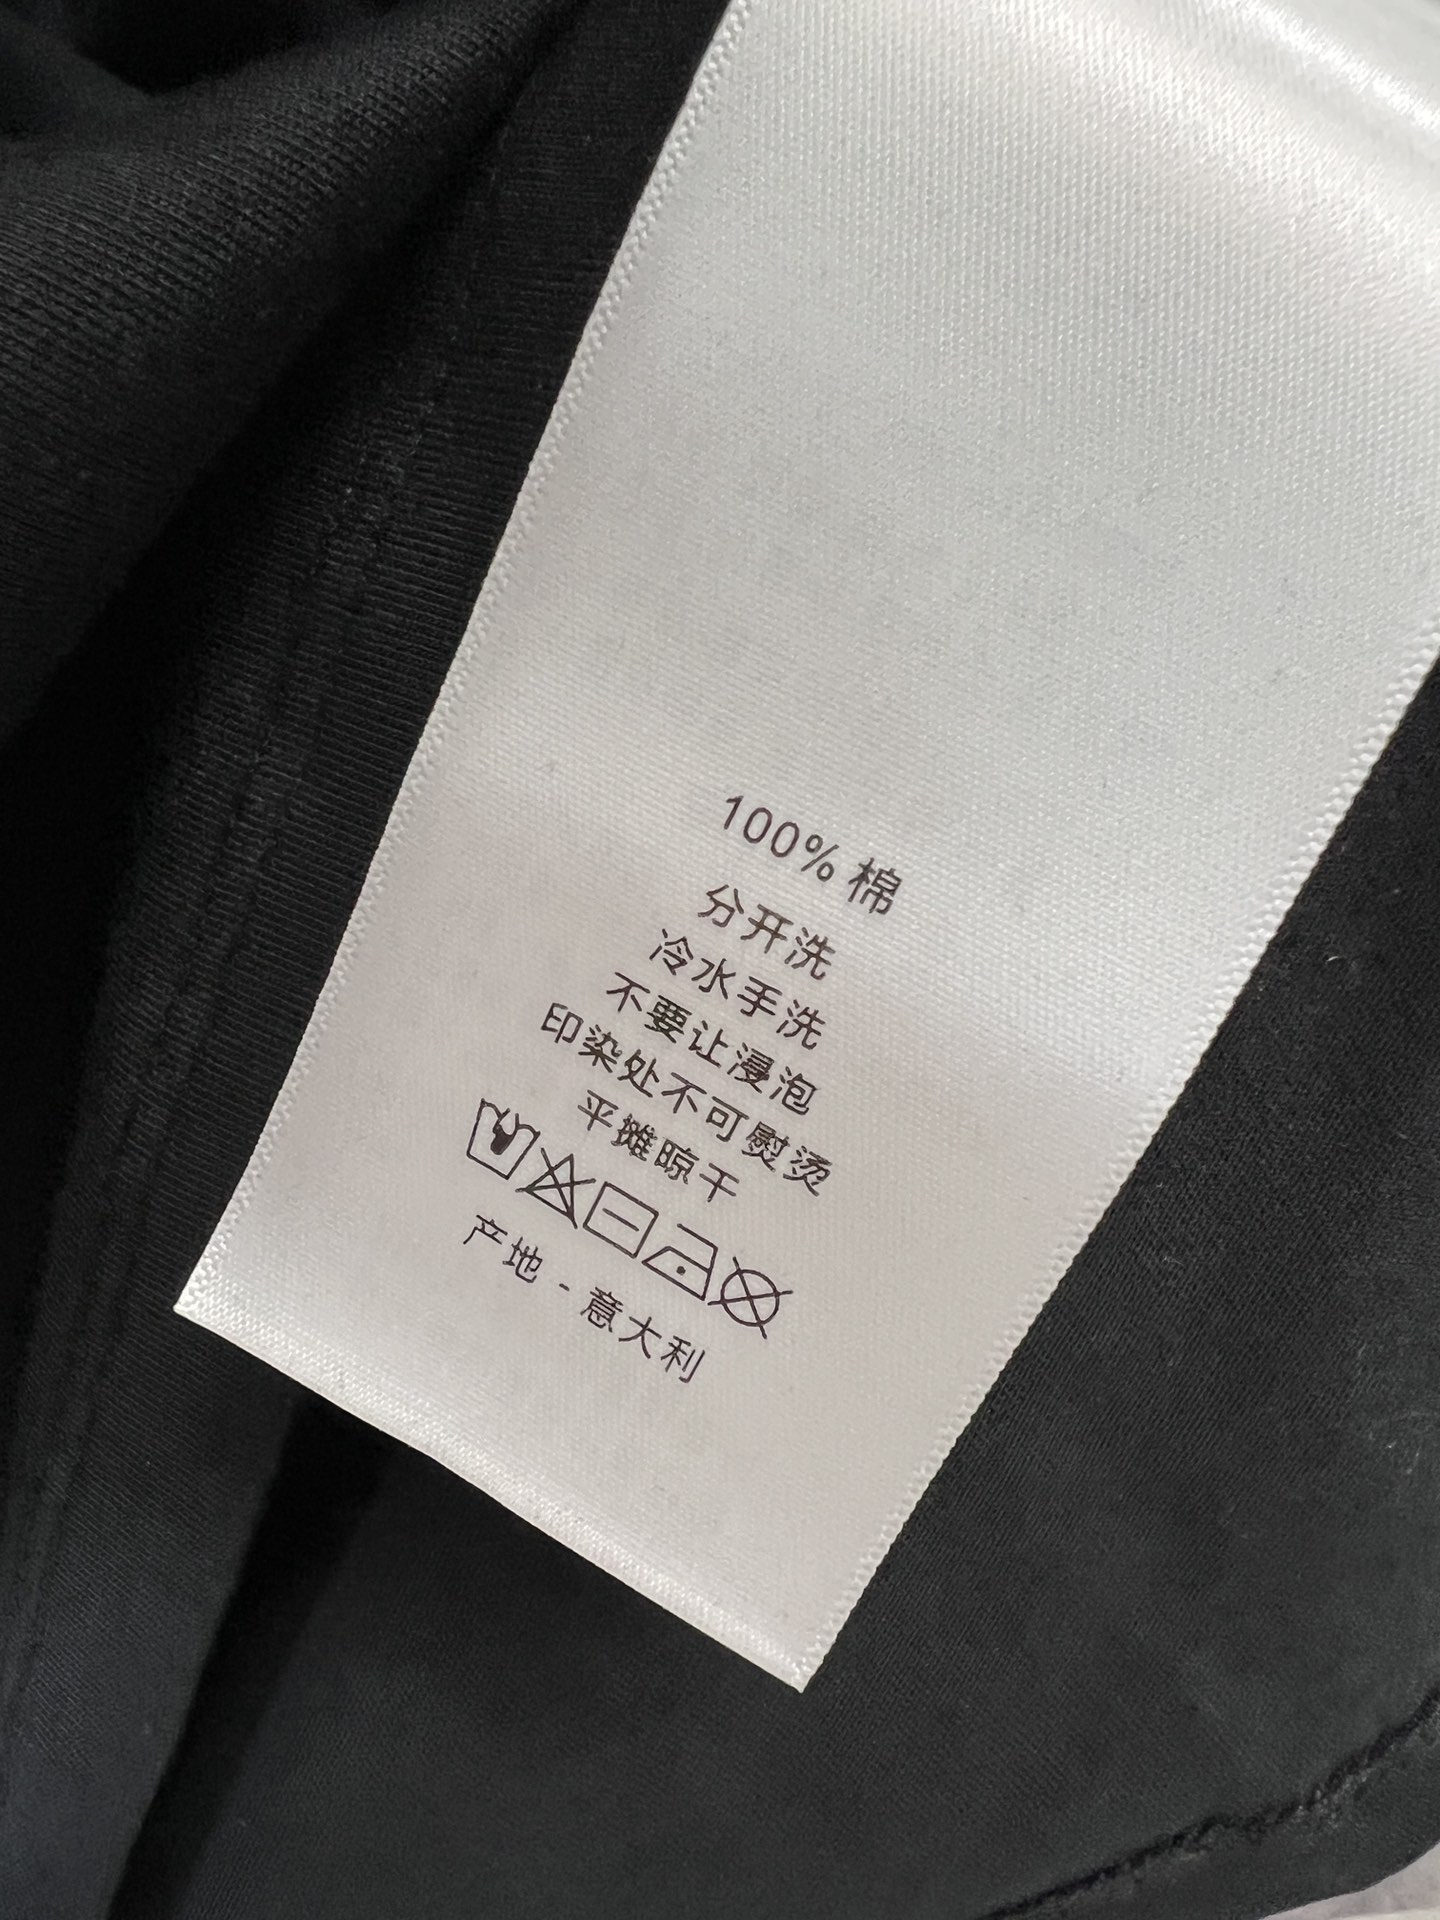 100% 棉
分开洗
冷水手洗
不要让浸泡
印染处不可熨烫
平摊晾干
产地 - 意大利